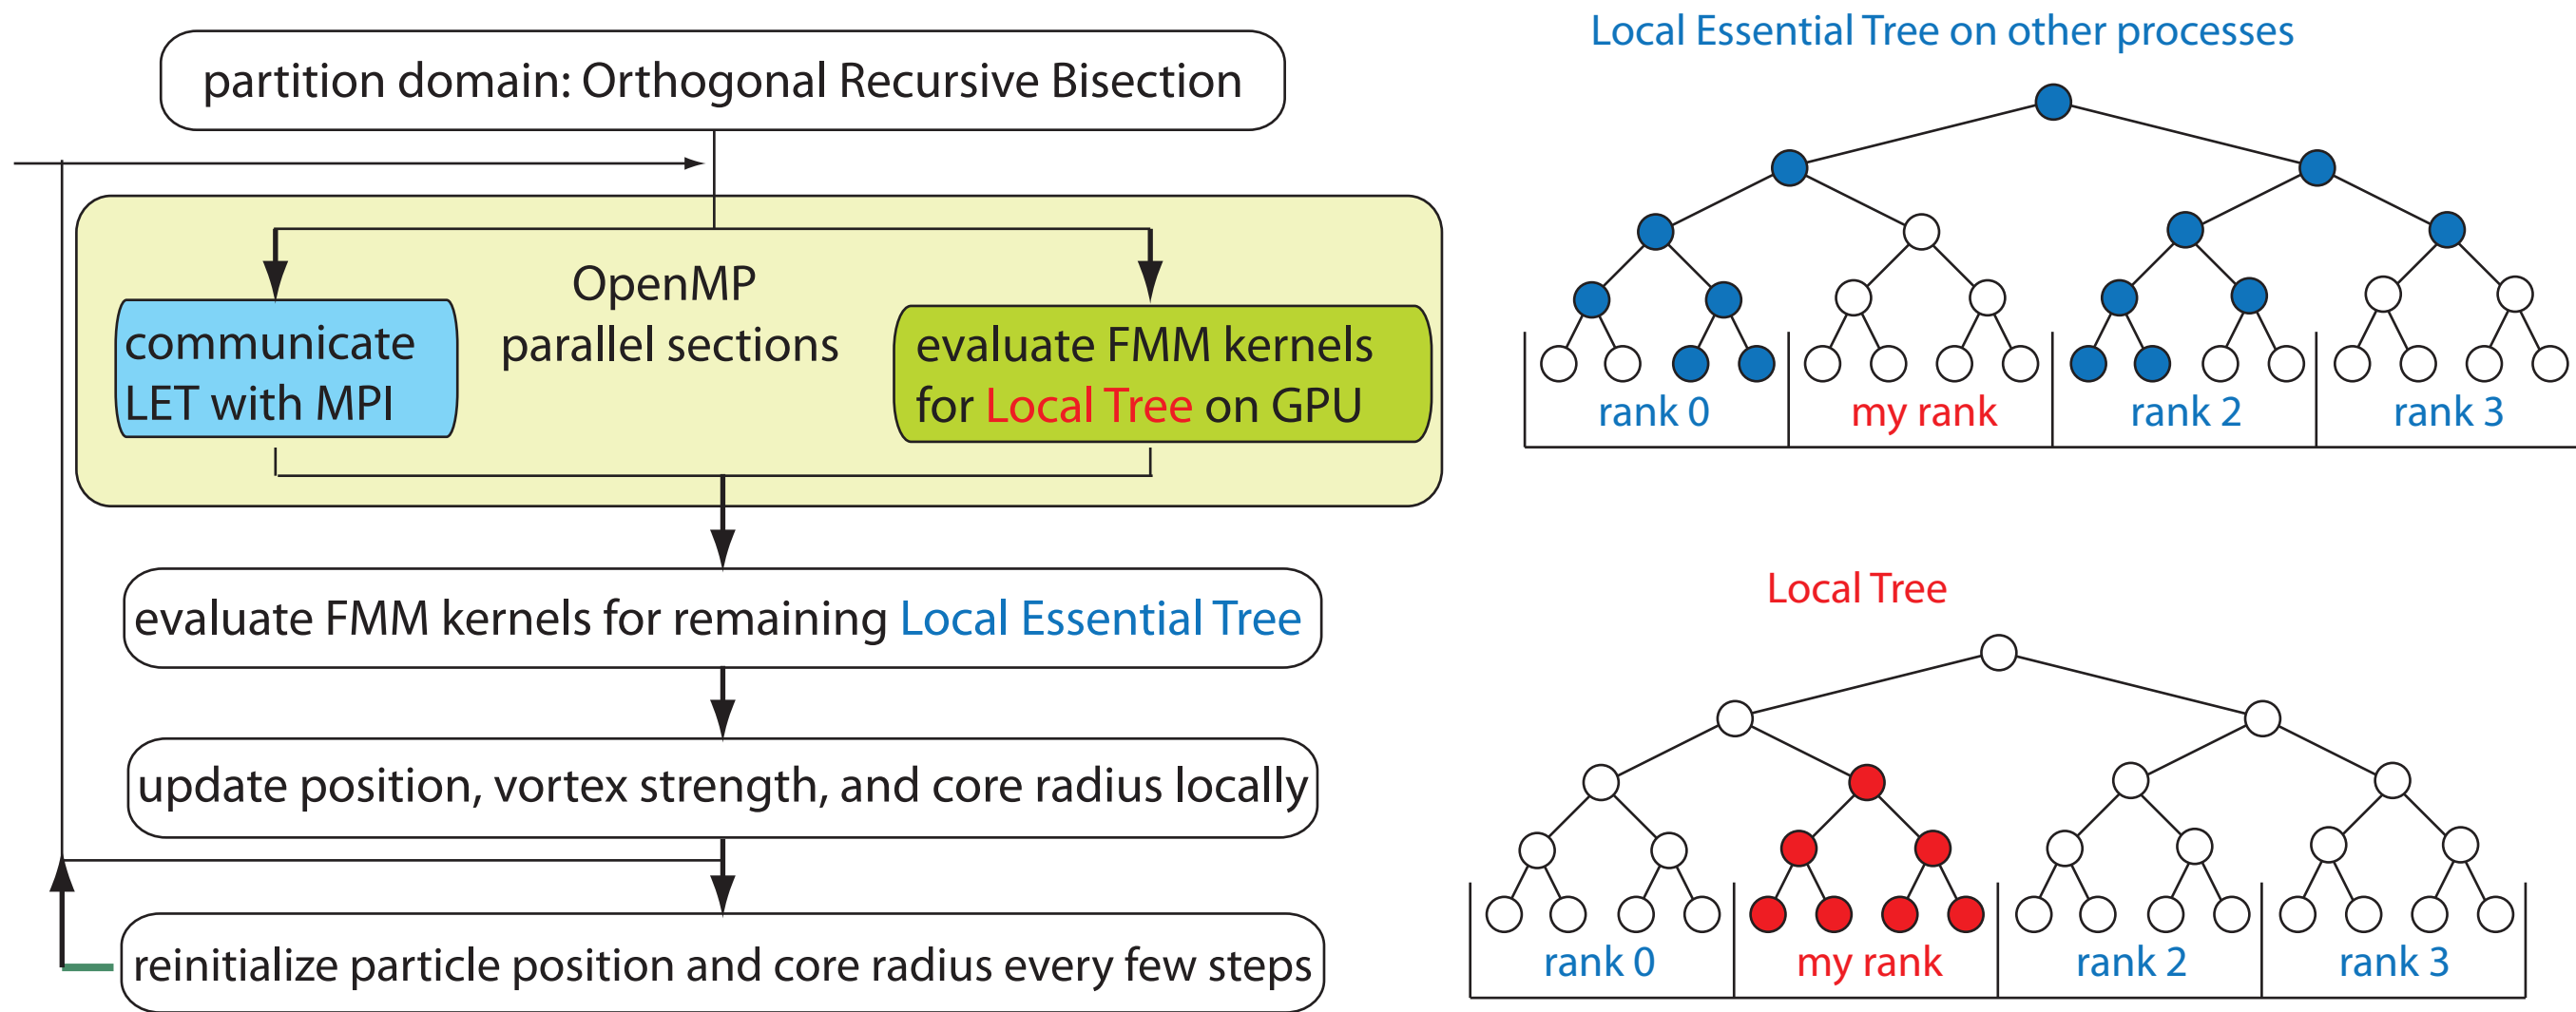 partition domain: Orthogonal Recursive Bisection
OpenMP
parallel sections
communicate
LET with MPI
evaluate FMM kernels
for Local Tree on GPU
evaluate FMM kernels for remaining Local Essential Tree
update position, vortex strength, and core radius locally
reinitialize particle position and core radius every few steps
Local Essential Tree on other processes
rank 0
my rank
rank 2
rank 3
Local Tree
rank 0
my rank
rank 2
rank 3